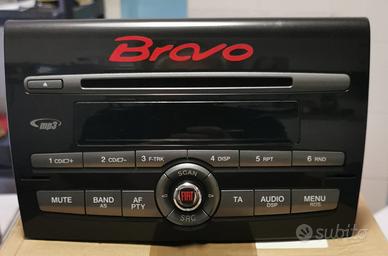 Bravo
mp3
1 CD/+ 2 CD/- 3 F-TRK 4 DISP 5 RPT 6 RND
SCAN
MUTE BAND AS AF PTY FIAT TA AUDIO DSP MENU RDS
SRC
subito